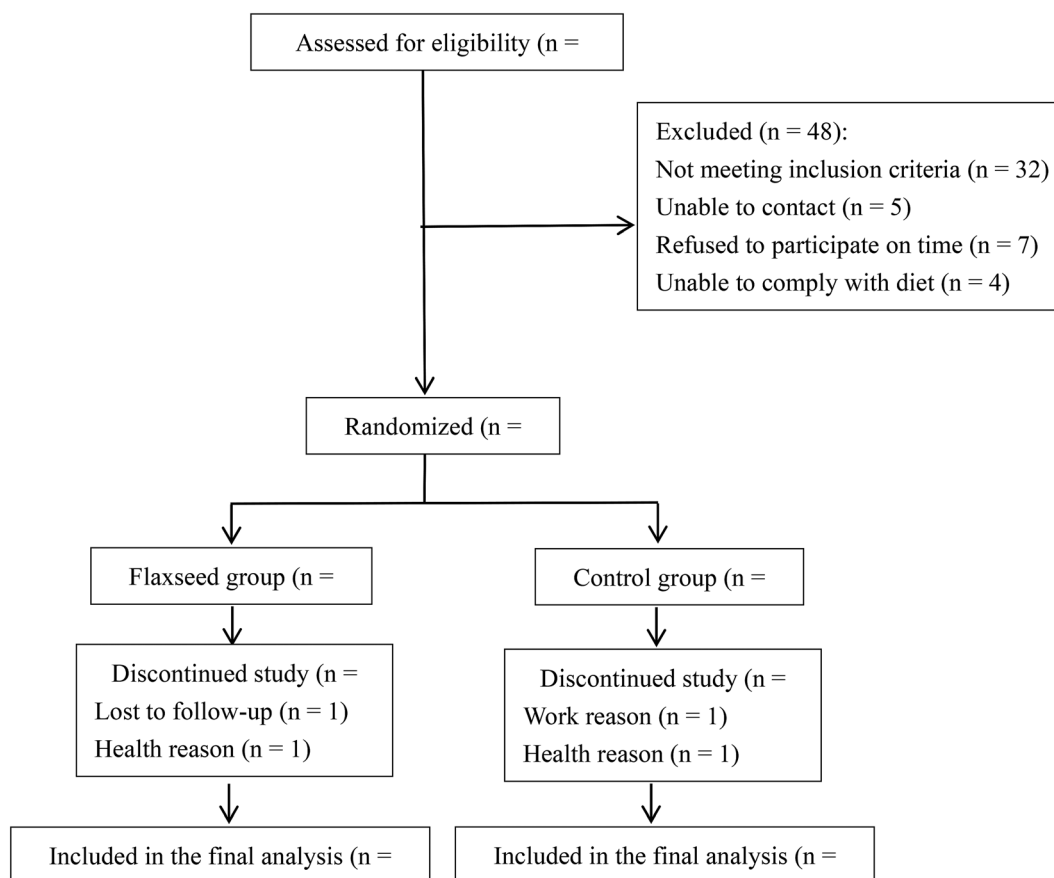 Assessed for eligibility (n =
Excluded (n = 48):
Not meeting inclusion criteria (n = 32)
Unable to contact (n = 5)
Refused to participate on time (n = 7)
Unable to comply with diet (n = 4)
Randomized (n =
Flaxseed group (n =
Control group (n =
Discontinued study (n =
Lost to follow-up (n = 1)
Health reason (n = 1)
Discontinued study (n =
Work reason (n = 1)
Health reason (n = 1)
Included in the final analysis (n =
Included in the final analysis (n =